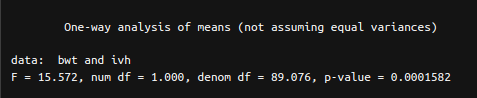 One-way analysis of means (not assuming equal variances)
data:  bwt and ivh
F = 15.572, num df = 1.000, denom df = 89.076, p-value = 0.0001582